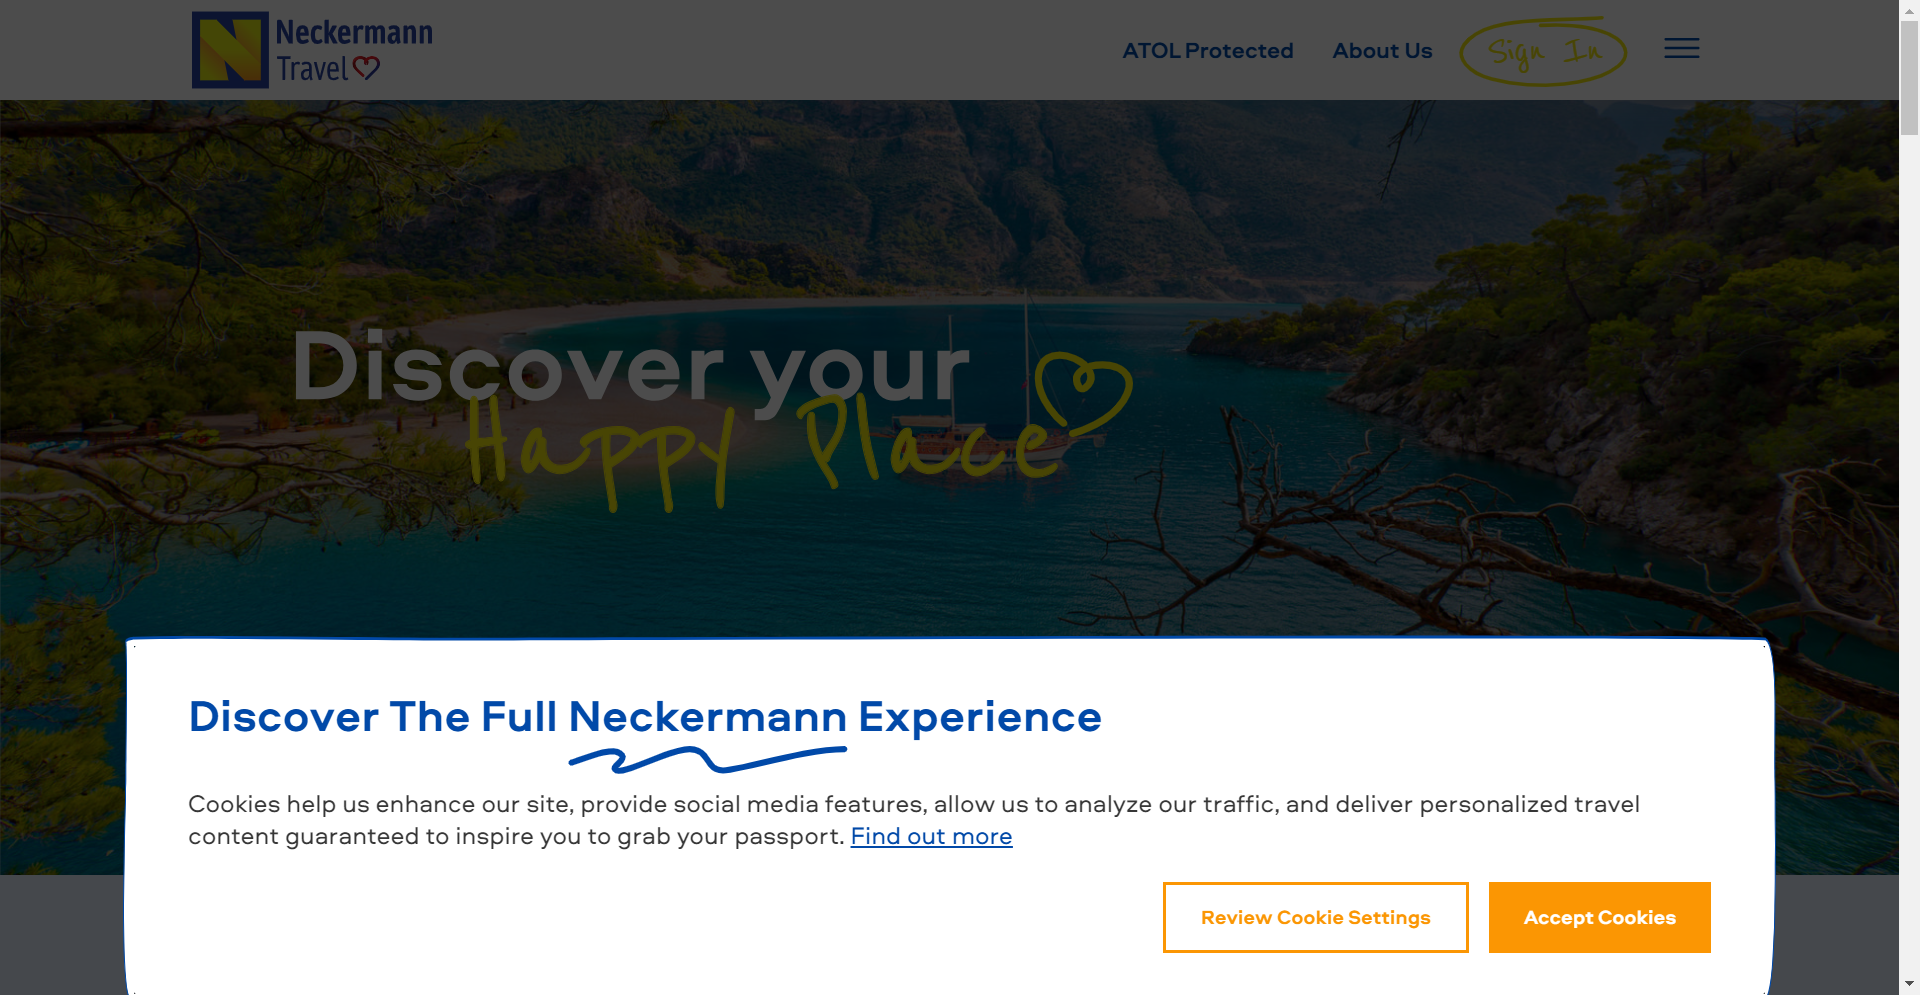 Neckermann
Travel
ATOL Protected
About Us
Sign In
Discover your
Happy Place
Discover The Full Neckermann Experience
Cookies help us enhance our site, provide social media features, allow us to analyze our traffic, and deliver personalized travel
content guaranteed to inspire you to grab your passport. Find out more
Review Cookie Settings
Accept Cookies